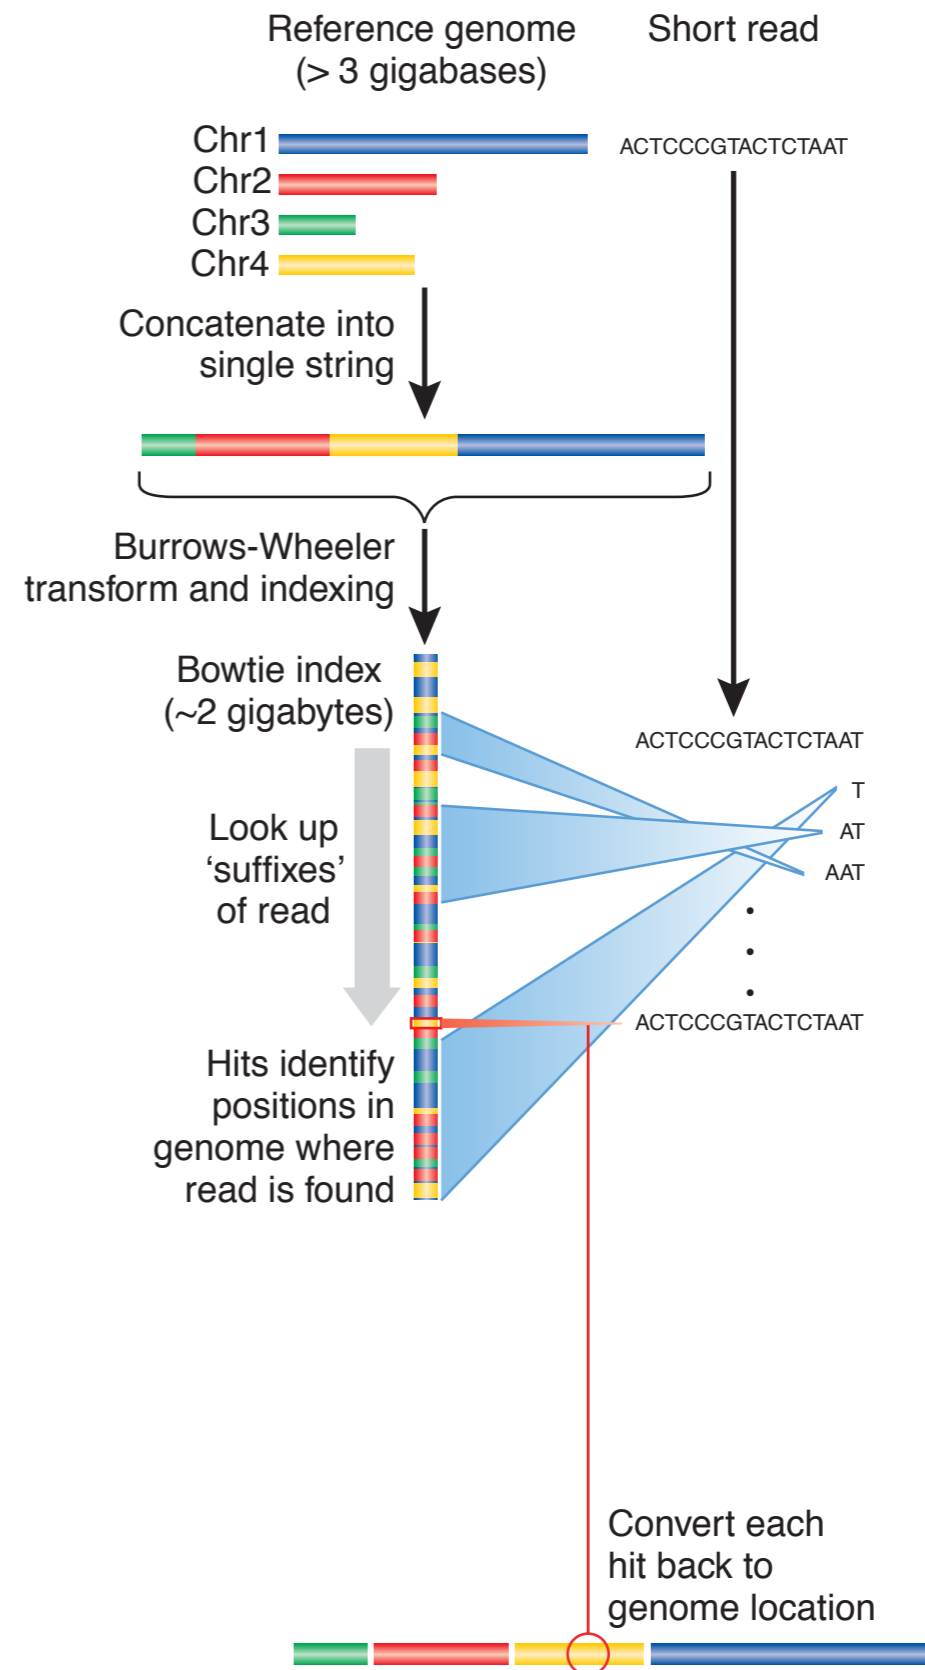 Reference genome
(> 3 gigabases)
Short read
Chr1
ACTCCCGTACTCTAAT
Chr2
Chr3
Chr4
Concatenate into
single string
Burrows-Wheeler
transform and indexing
Bowtie index
(~2 gigabytes)
ACTCCCGTACTCTAAT
T
AT
AAT
Look up
‘suffixes’
of read
ACTCCCGTACTCTAAT
Hits identify
positions in
genome where
read is found
Convert each
hit back to
genome location